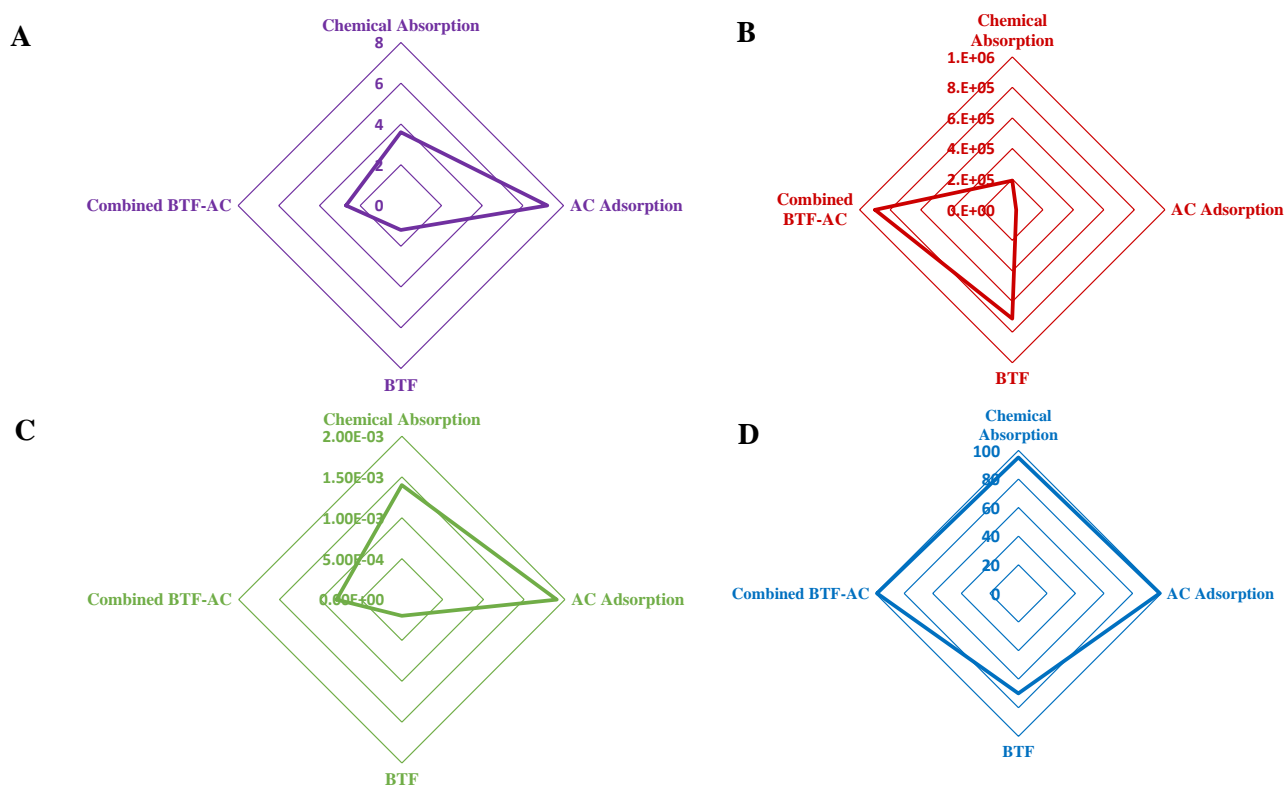 A
Chemical Absorption
8
6
4
2
0
Combined BTF-AC
AC Adsorption
BTF
B
Chemical
Absorption
1.E+06
8.E+05
6.E+05
4.E+05
2.E+05
0.E+00
Combined
BTF-AC
AC Adsorption
BTF
C
Chemical Absorption
2.00E-03
1.50E-03
1.00E-03
5.00E-04
0.00E+00
Combined BTF-AC
AC Adsorption
BTF
D
Chemical
Absorption
100
80
60
40
20
0
Combined BTF-AC
AC Adsorption
BTF